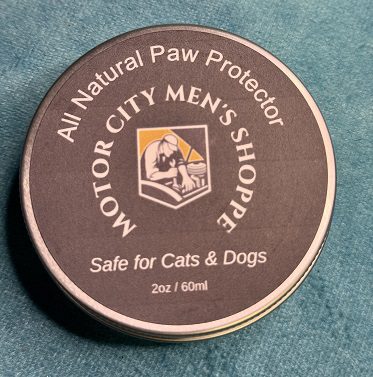 All Natural Paw Protector
MOTOR CITY MEN'S SHOPPE
Safe for Cats & Dogs
2oz / 60ml